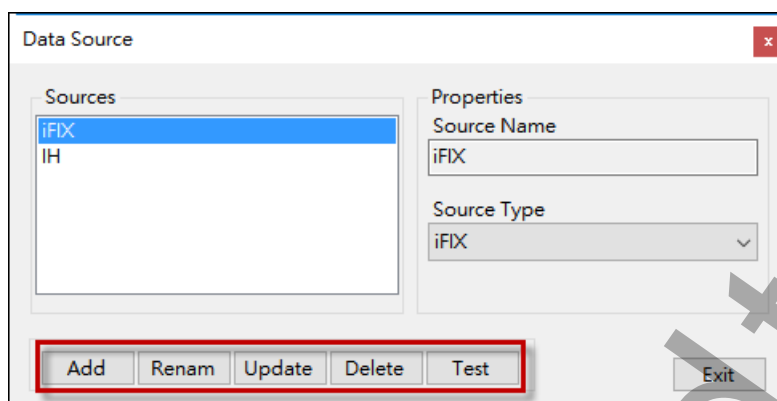 Data Source
x
Sources
iFIX
IH
Properties
Source Name
iFIX
Source Type
iFIX
Add Renam Update Delete Test
Exit